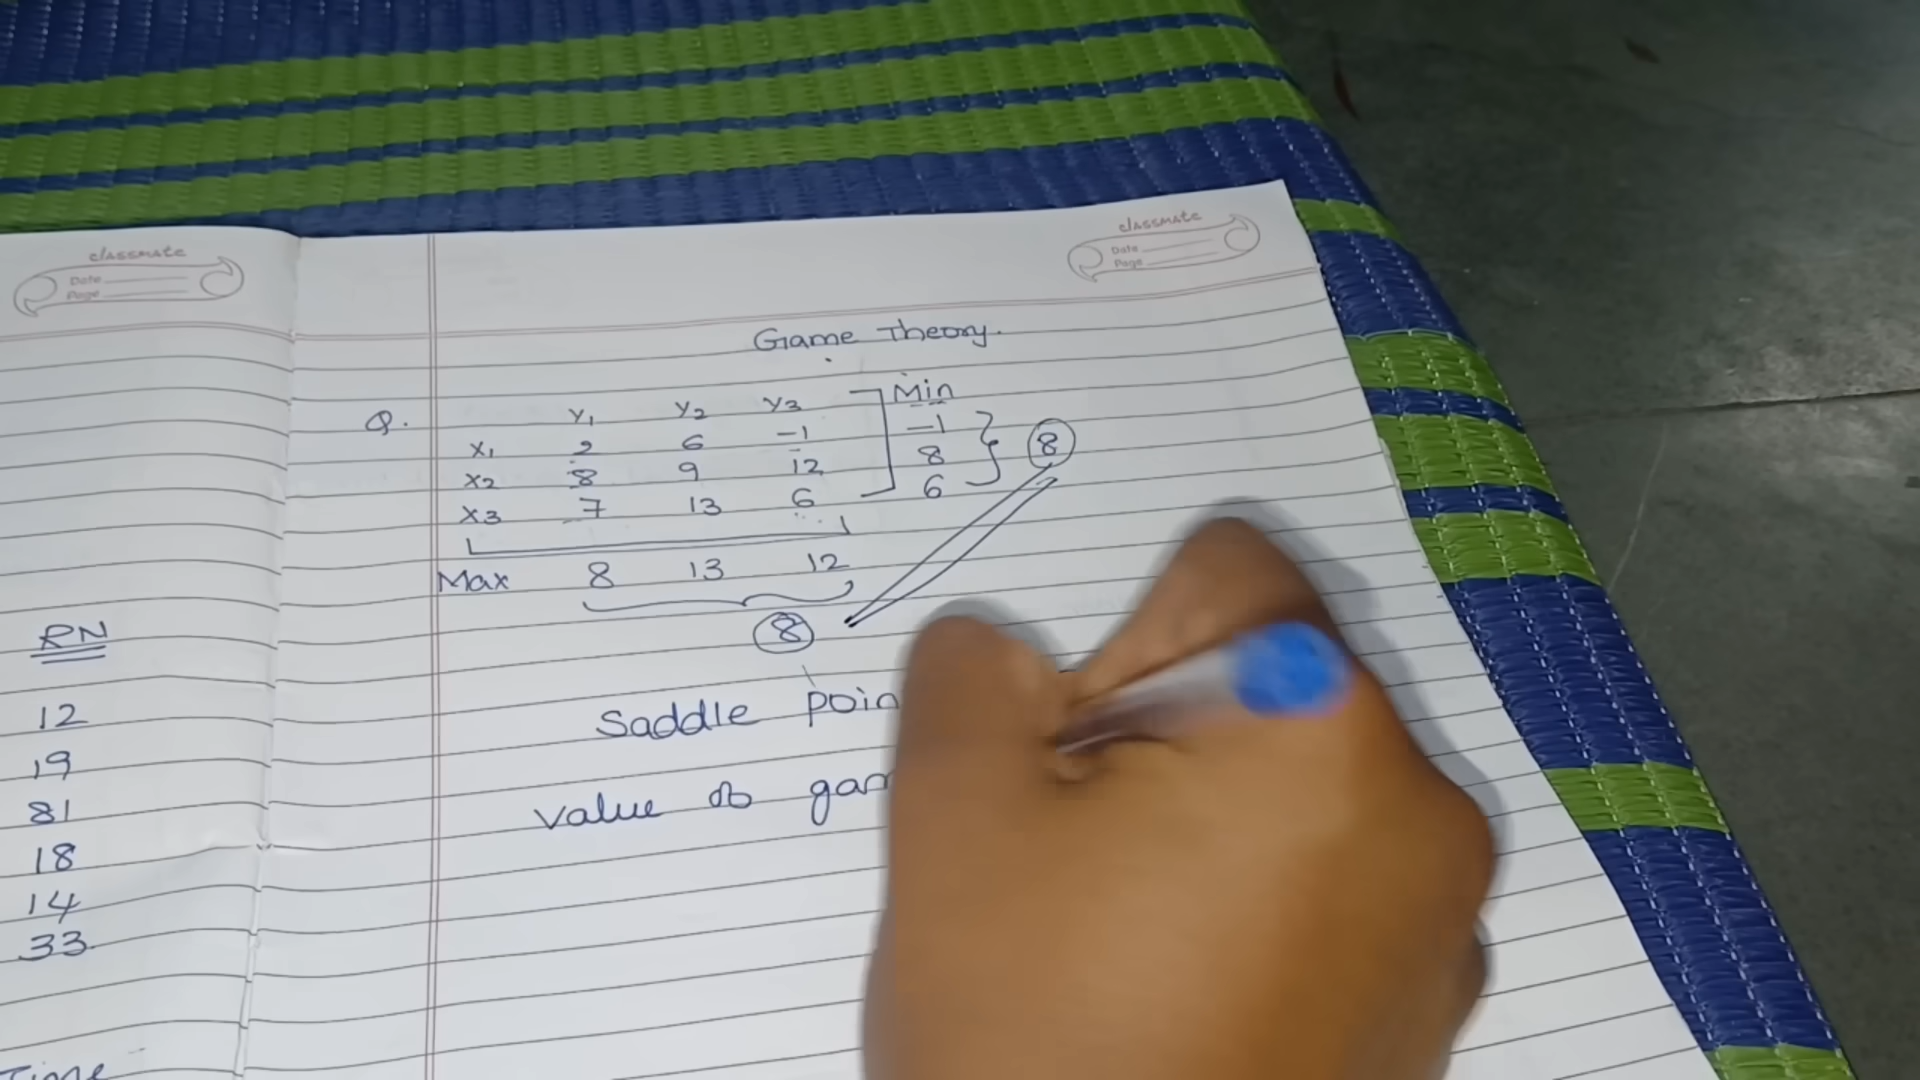 classmate
Date
Page
classmate
Date
Page
Game Theory.
Q. Y1 Y2 Y3 Min
X1 2 6 -1 -1
X2 8 9 12 8 8
X3 7 13 6 6
Max 8 13 12
8
Saddle
value of
RN
12
19
81
18
14
33
Time